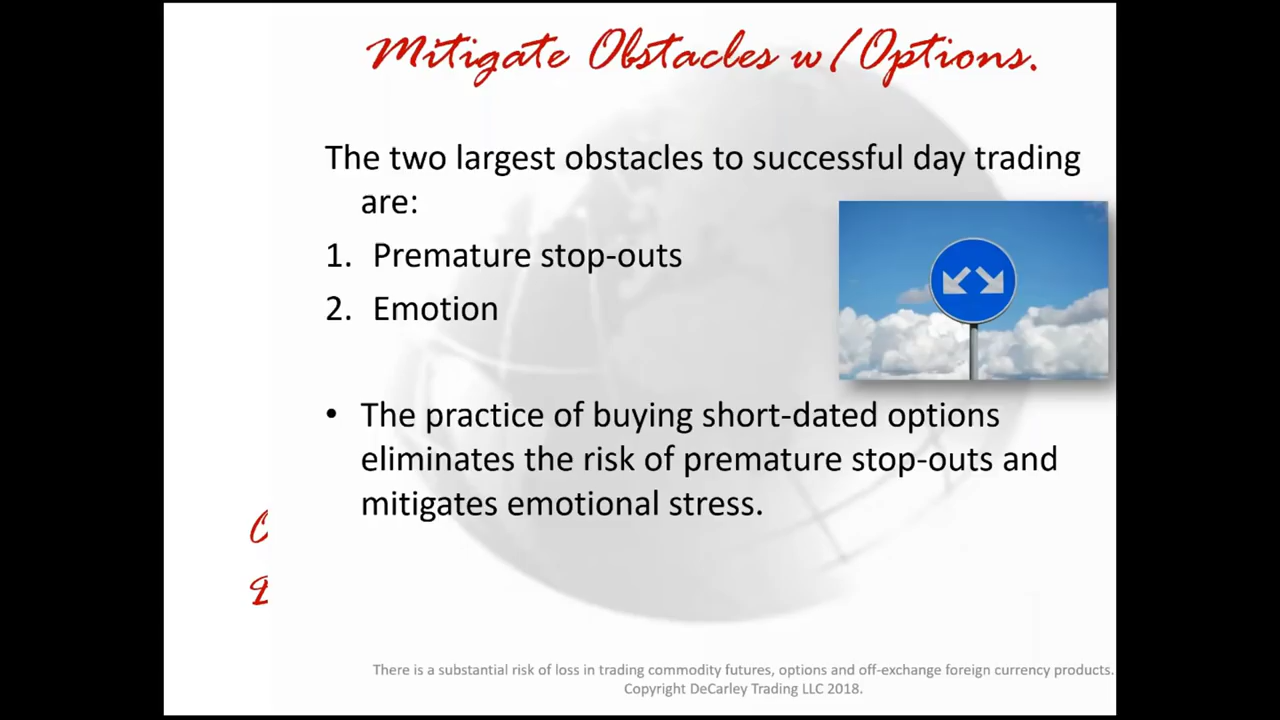 Mitigate Obstacles w/Options.
The two largest obstacles to successful day trading
are:
1. Premature stop-outs
2. Emotion
• The practice of buying short-dated options
eliminates the risk of premature stop-outs and
mitigates emotional stress.
There is a substantial risk of loss in trading commodity futures, options and off-exchange foreign currency products.
Copyright DeCarley Trading LLC 2018.